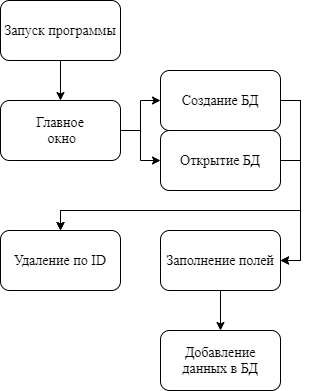 Запуск программы
Главное
окно
Создание БД
Открытие БД
Удаление по ID
Заполнение полей
Добавление
данных в БД